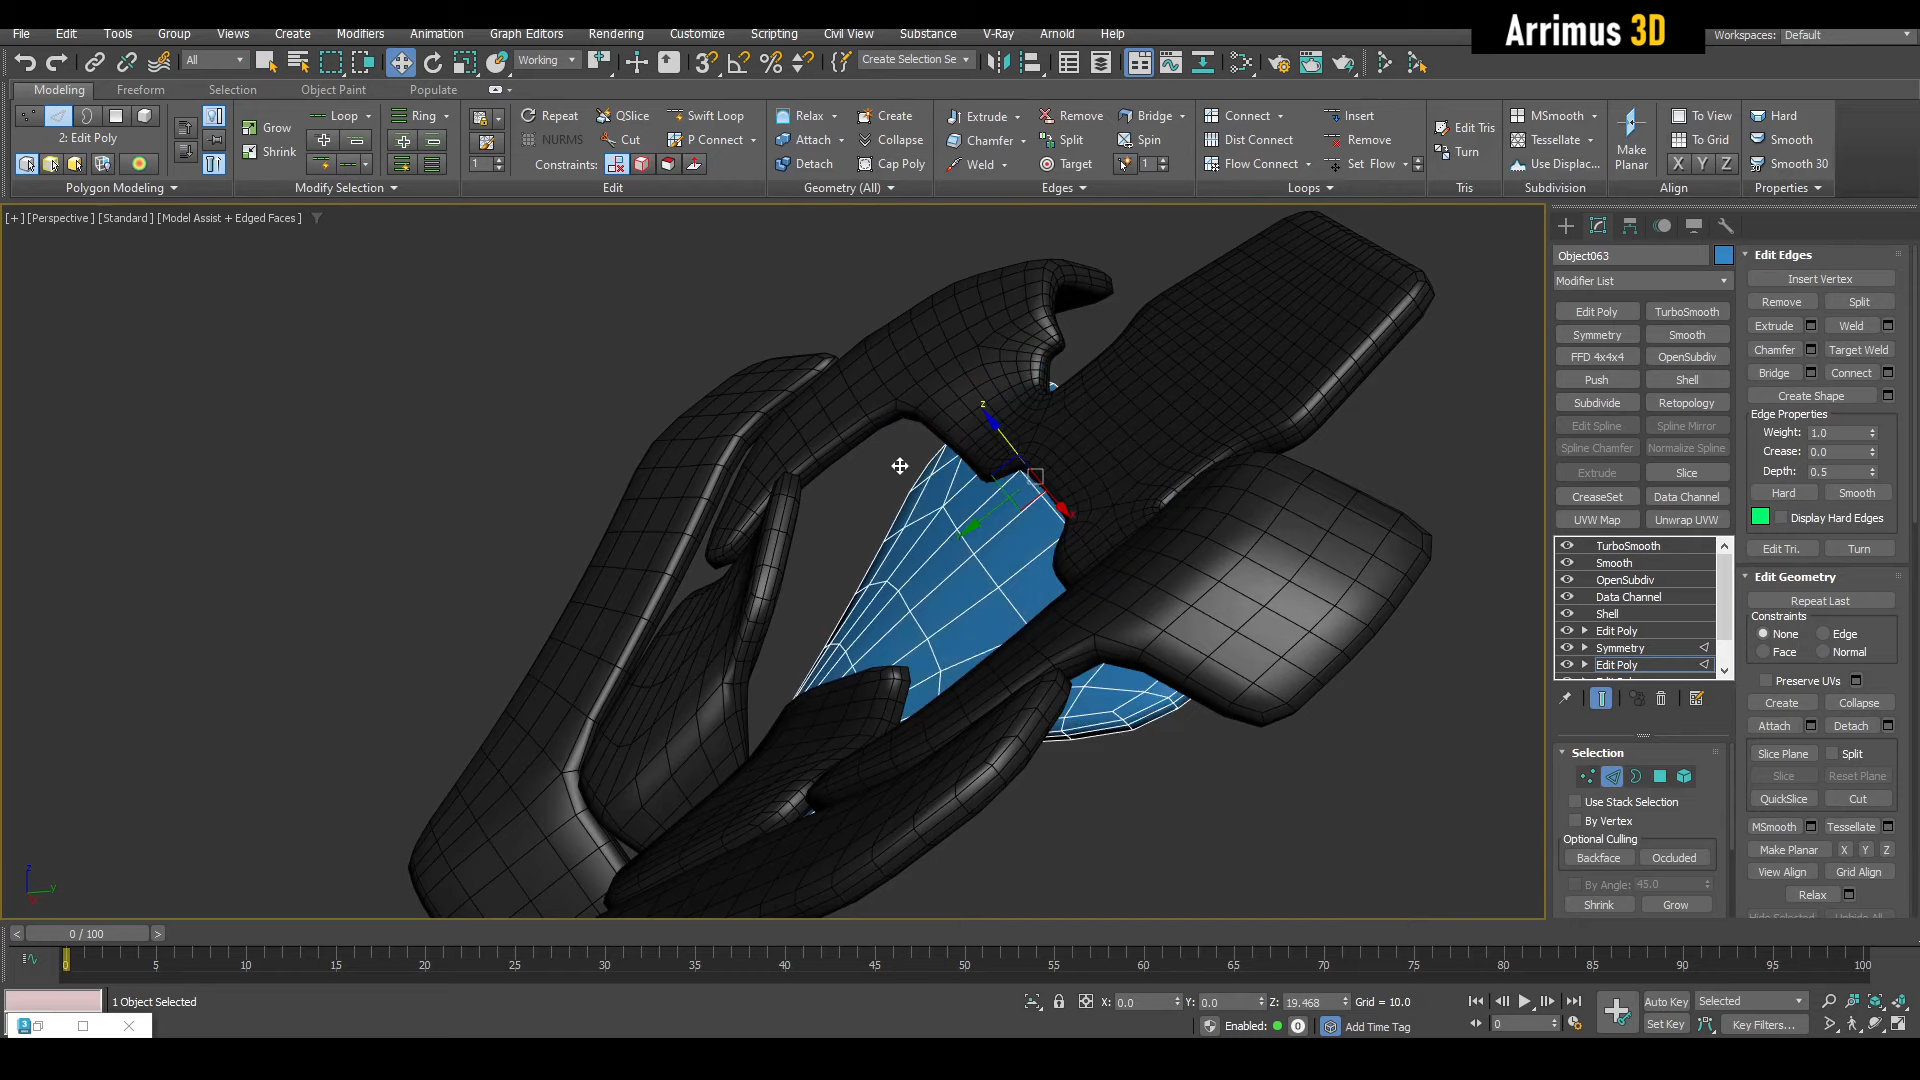 Arrimus 3D
File Edit Tools Group Views Create Modifiers Animation Graph Editors Rendering Customize Scripting Civil View Substance V-Ray Arnold Help
Workspaces: Default
All Working Create Selection Se
Modeling Freeform Selection Object Paint Populate
2: Edit Poly
Grow Loop Ring Repeat QSlice Swift Loop Relax Create Extrude Remove Bridge Connect Insert Edit Tris MSmooth To View Hard
Shrink NURMS Cut P Connect Attach Collapse Chamfer Split Spin Dist Connect Remove Turn Tessellate Make Planar To Grid Smooth
1 Constraints: Detach Cap Poly Weld Target 1 Flow Connect Set Flow Use Displac... X Y Z Smooth 30
Polygon Modeling Modify Selection Edit Geometry (All) Edges Loops Tris Subdivision Align Properties
[+] [Perspective] [Standard] [Model Assist + Edged Faces]
Object063
Modifier List
Edit Poly TurboSmooth
Symmetry Smooth
FFD 4x4x4 OpenSubdiv
Push Shell
Subdivide Retopology
Edit Spline Spline Mirror
Spline Chamfer Normalize Spline
Extrude Slice
CreaseSet Data Channel
UVW Map Unwrap UVW
TurboSmooth
Smooth
OpenSubdiv
Data Channel
Shell
Edit Poly
Symmetry
Edit Poly
Selection
Use Stack Selection
By Vertex
Optional Culling
Backface Occluded
By Angle: 45.0
Shrink Grow
Edit Edges
Insert Vertex
Remove Split
Extrude Weld
Chamfer Target Weld
Bridge Connect
Create Shape
Edge Properties
Weight: 1.0
Crease: 0.0
Depth: 0.5
Hard Smooth
Display Hard Edges
Edit Tri. Turn
Edit Geometry
Repeat Last
Constraints
None Edge
Face Normal
Preserve UVs
Create Collapse
Attach Detach
Slice Plane Split
Slice Reset Plane
QuickSlice Cut
MSmooth Tessellate
Make Planar X Y Z
View Align Grid Align
Relax
Hide Selected Unhide All
z
x
z y
0 / 100
0 5 10 15 20 25 30 35 40 45 50 55 60 65 70 75 80 85 90 95 100
1 Object Selected
X: 0.0 Y: 0.0 Z: 19.468 Grid = 10.0
Auto Key Selected
Enabled: 0 Add Time Tag
0
Set Key Key Filters...
3